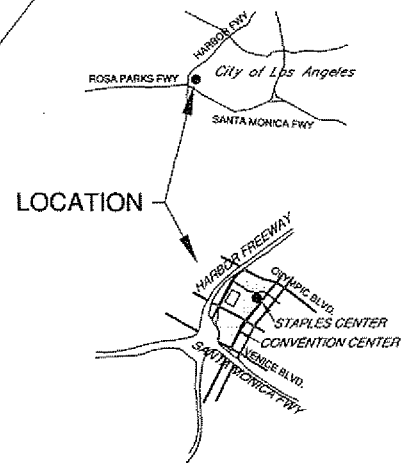 HARBOR FWY
City of Los Angeles
ROSA PARKS FWY
SANTA MONICA FWY
LOCATION
HARBOR FREEWAY
OLYMPIC BLVD.
STAPLES CENTER
CONVENTION CENTER
VENICE BLVD.
SANTA MONICA FWY